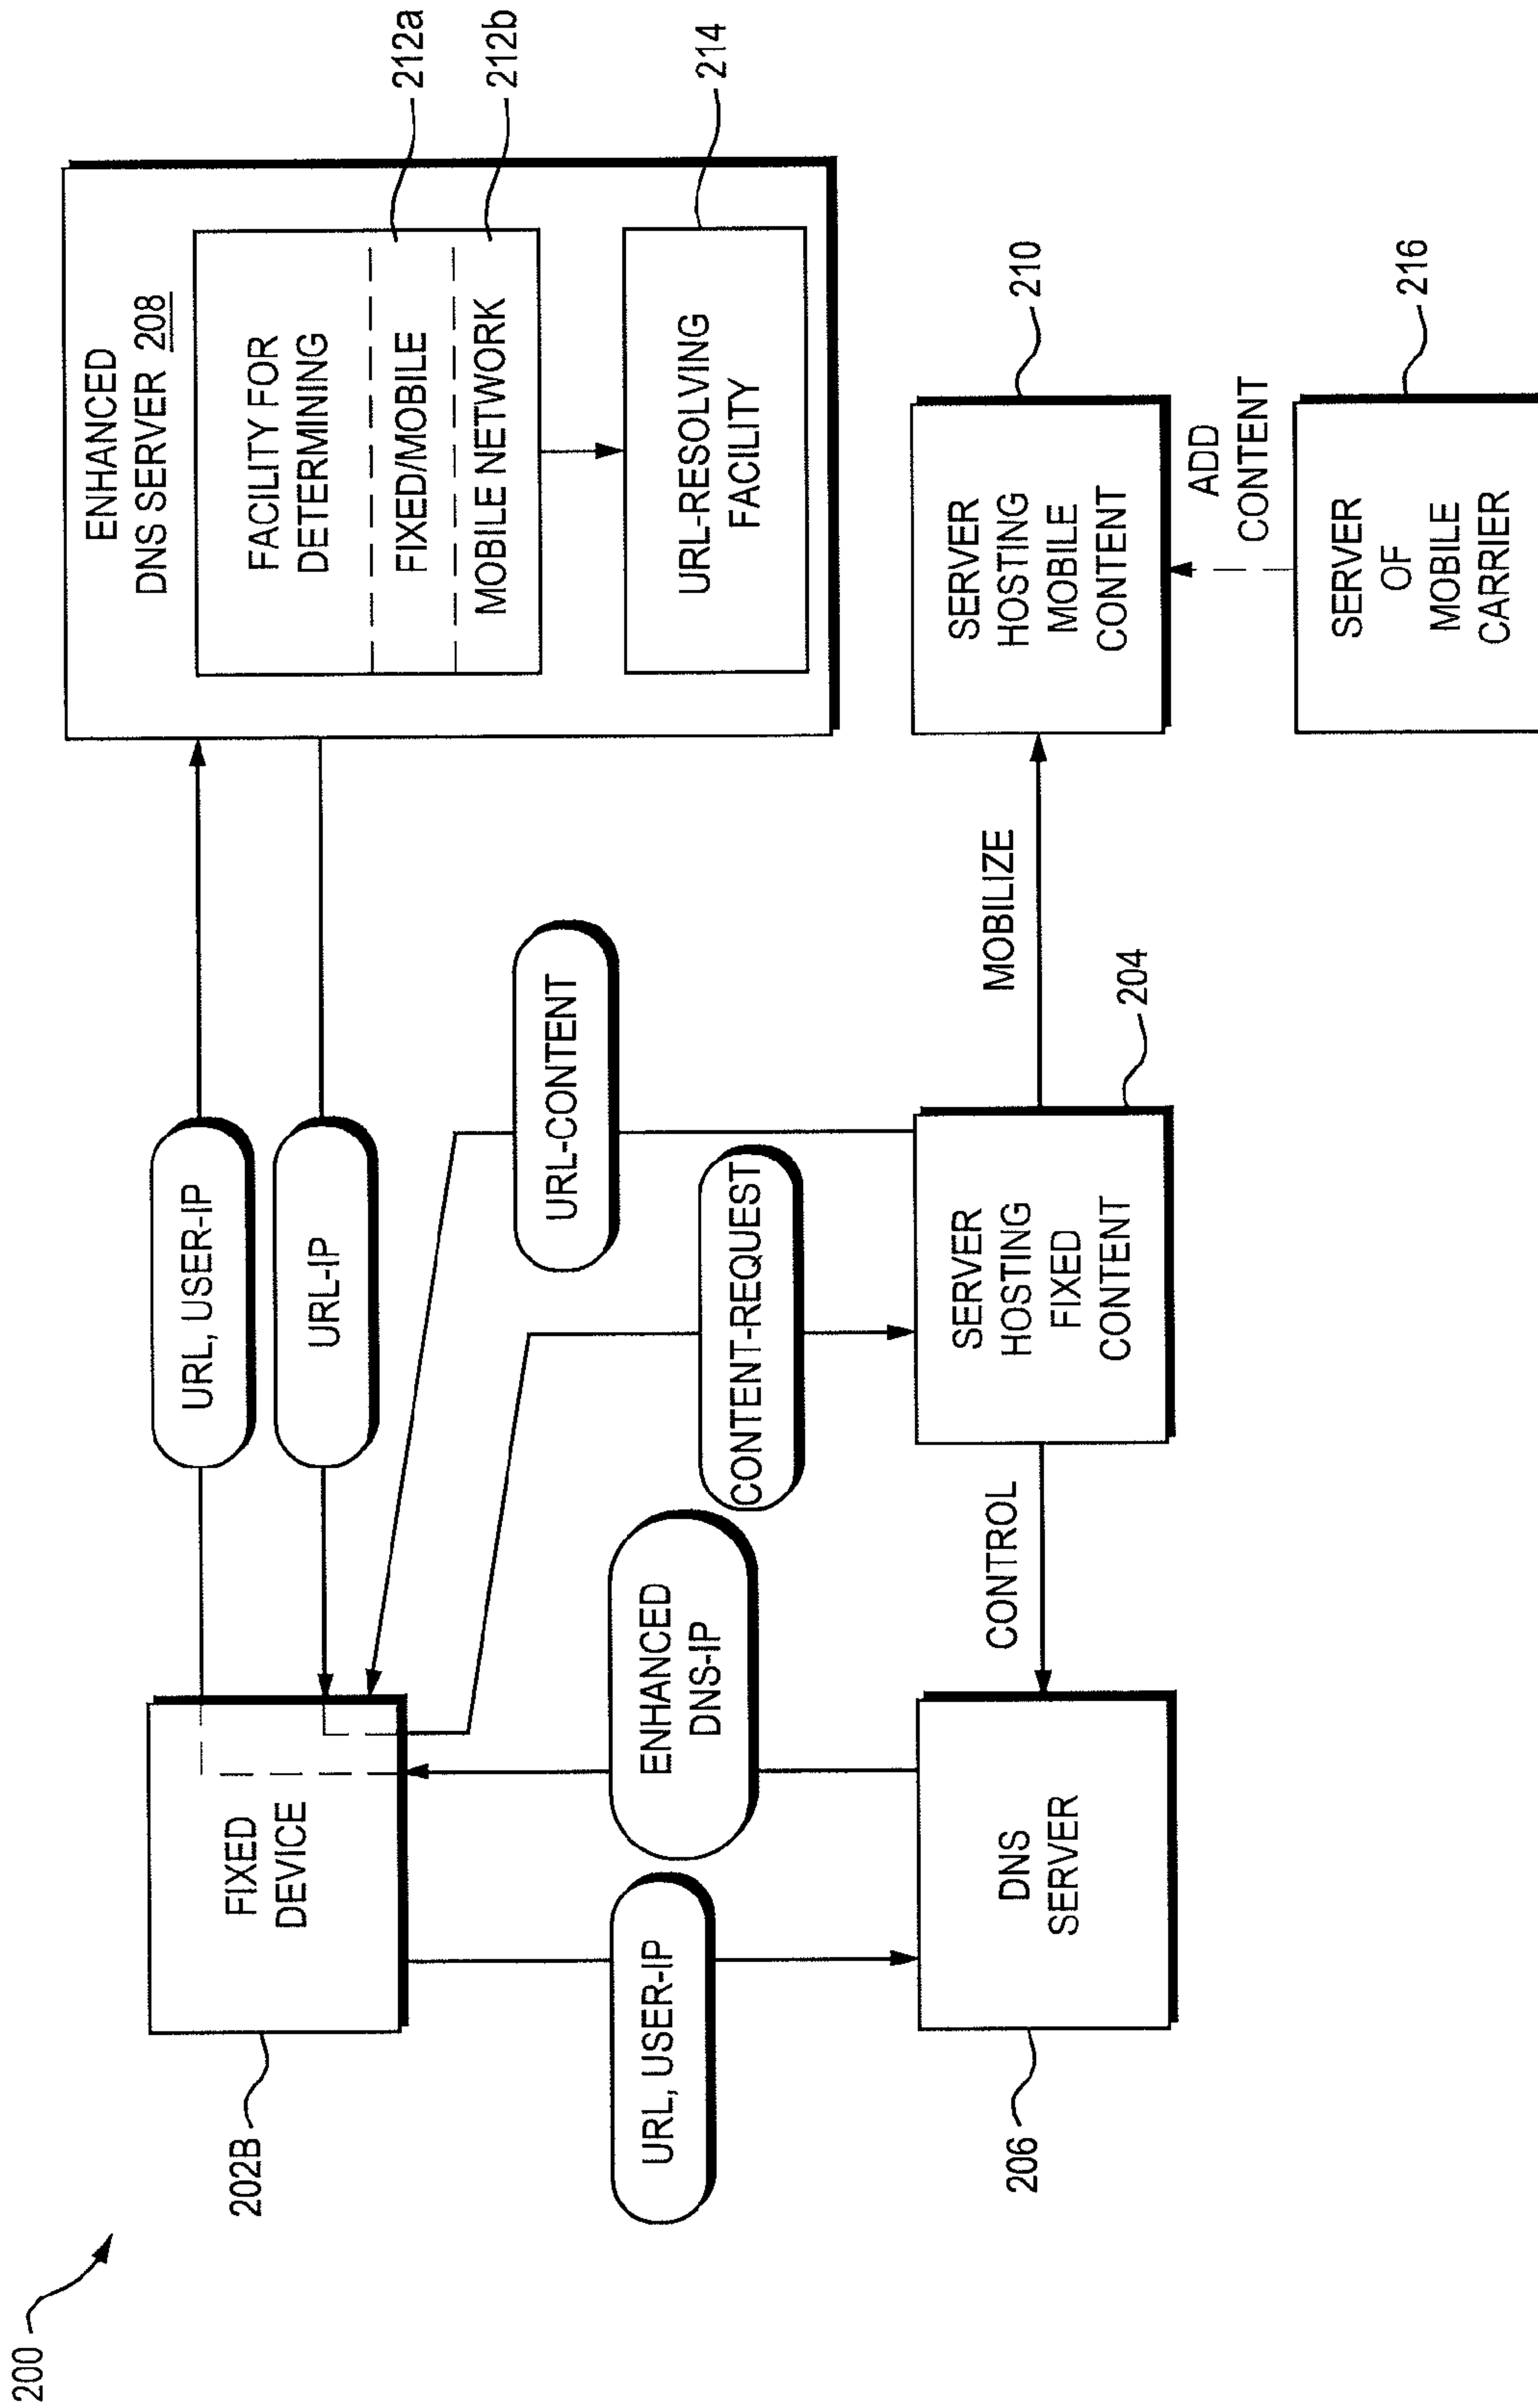 200
202B
FIXED
DEVICE
URL, USER-IP
URL-IP
ENHANCED
DNS SERVER 208
FACILITY FOR
DETERMINING
FIXED/MOBILE
MOBILE NETWORK
212a
212b
URL-RESOLVING
FACILITY
214
URL-CONTENT
CONTENT-REQUEST
ENHANCED
DNS-IP
URL, USER-IP
DNS
SERVER
206
CONTROL
SERVER
HOSTING
FIXED
CONTENT
204
MOBILIZE
SERVER
HOSTING
MOBILE
CONTENT
210
ADD
CONTENT
SERVER
OF
MOBILE
CARRIER
216